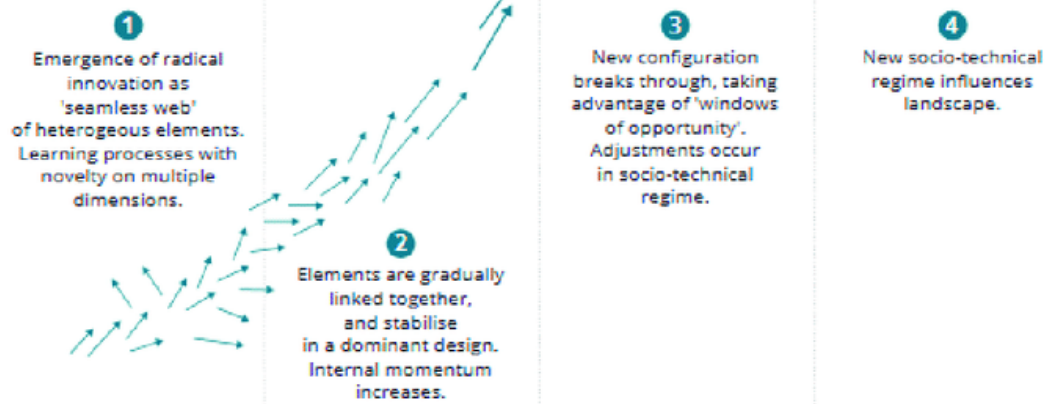 1
Emergence of radical
innovation as
'seamless web'
of heterogeous elements.
Learning processes with
novelty on multiple
dimensions.
2
Elements are gradually
linked together,
and stabilise
in a dominant design.
Internal momentum
increases.
3
New configuration
breaks through, taking
advantage of 'windows
of opportunity'.
Adjustments occur
in socio-technical
regime.
4
New socio-technical
regime influences
landscape.